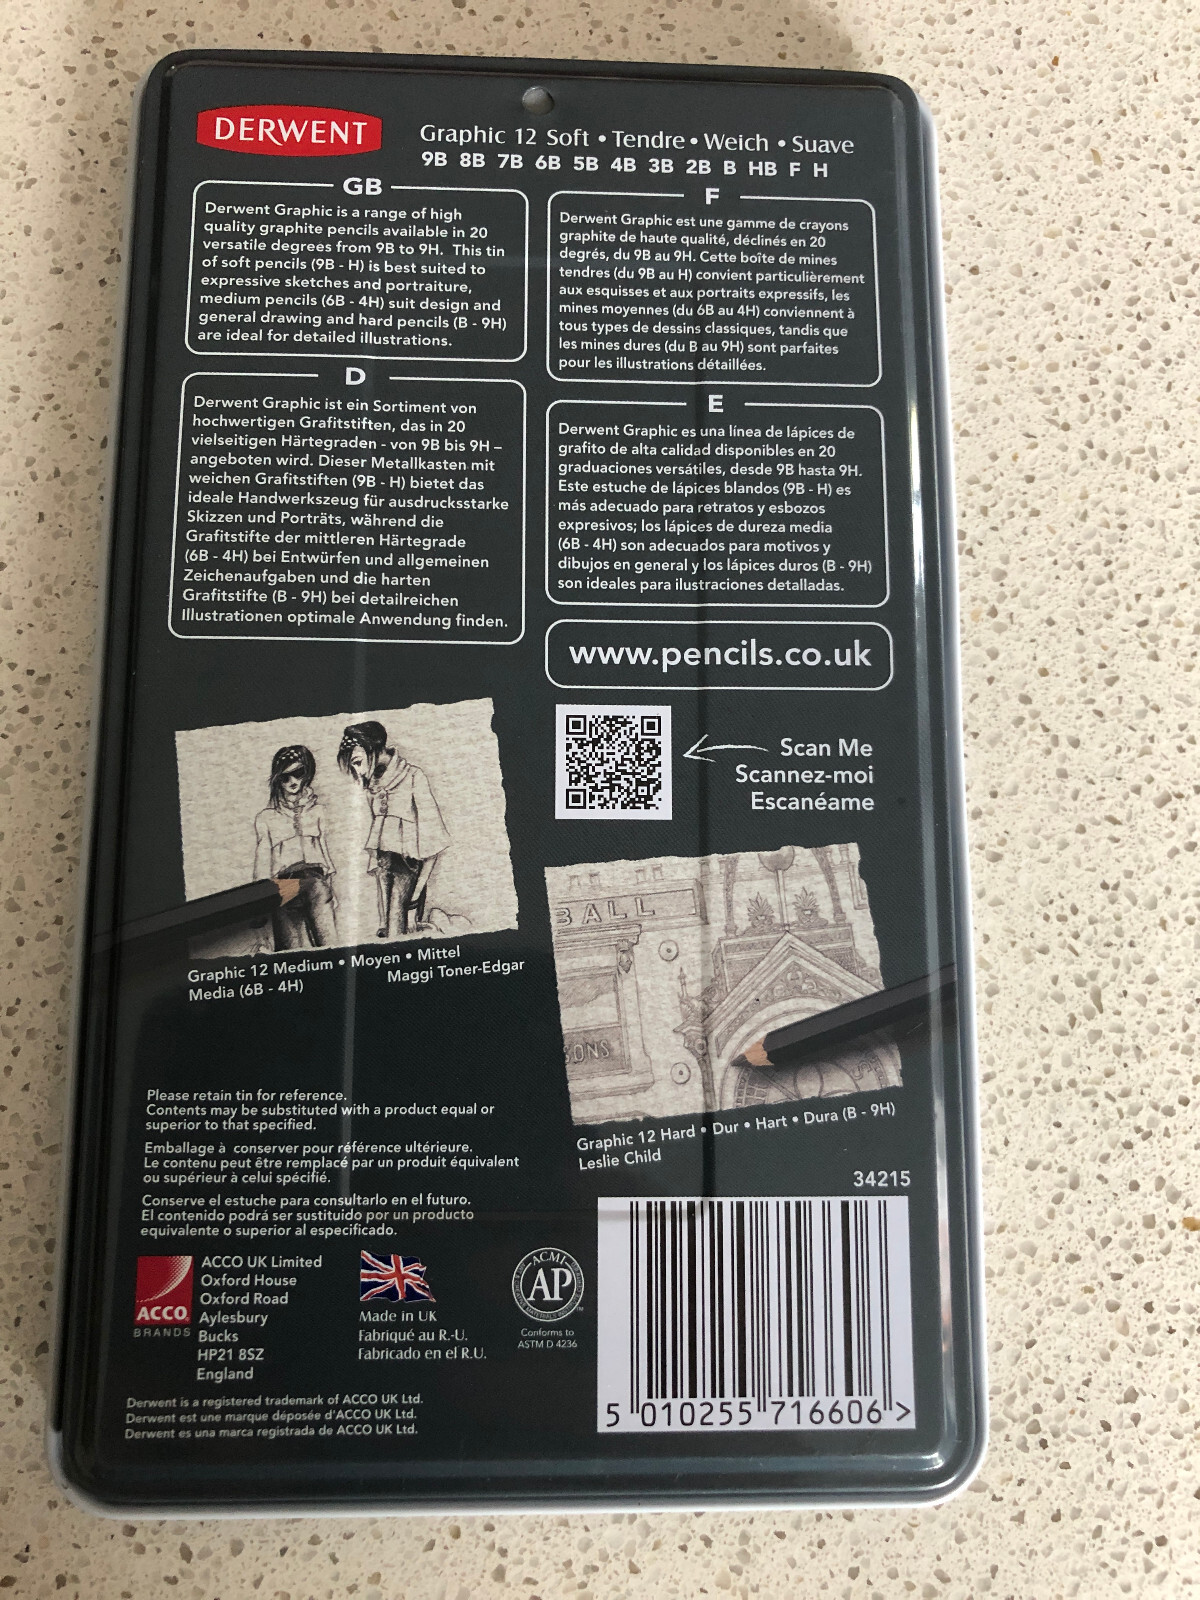 DERWENT
Graphic 12 Soft • Tendre • Weich • Suave
9B 8B 7B 6B 5B 4B 3B 2B B HB F H
GB
Derwent Graphic is a range of high
quality graphite pencils available in 20
versatile degrees from 9B to 9H. This tin
of soft pencils (9B - H) is best suited to
expressive sketches and portraiture,
medium pencils (6B - 4H) suit design and
general drawing and hard pencils (B - 9H)
are ideal for detailed illustrations.
F
Derwent Graphic est une gamme de crayons
graphite de haute qualité, déclinés en 20
degrés, du 9B au 9H. Cette boîte de mines
tendres (du 9B au H) convient particulièrement
aux esquisses et aux portraits expressifs, les
mines moyennes (du 6B au 4H) conviennent à
tous types de dessins classiques, tandis que
les mines dures (du B au 9H) sont parfaites
pour les illustrations détaillées.
D
Derwent Graphic ist ein Sortiment von
hochwertigen Grafitstiften, das in 20
vielseitigen Härtegraden - von 9B bis 9H –
angeboten wird. Dieser Metallkasten mit
weichen Grafitstiften (9B - H) bietet das
ideale Handwerkszeug für ausdrucksstarke
Skizzen und Porträts, während die
Grafitstifte der mittleren Härtegrade
(6B - 4H) bei Entwürfen und allgemeinen
Zeichenaufgaben und die harten
Grafitstifte (B - 9H) bei detailreichen
Illustrationen optimale Anwendung finden.
E
Derwent Graphic es una línea de lápices de
grafito de alta calidad disponibles en 20
graduaciones versátiles, desde 9B hasta 9H.
Este estuche de lápices blandos (9B - H) es
más adecuado para retratos y esbozos
expresivos; los lápices de dureza media
(6B - 4H) son adecuados para motivos y
dibujos en general y los lápices duros (B - 9H)
son ideales para ilustraciones detalladas.
www.pencils.co.uk
Scan Me
Scannez-moi
Escanéame
Graphic 12 Medium • Moyen • Mittel
Media (6B - 4H) Maggi Toner-Edgar
BALL
SONS
Graphic 12 Hard • Dur • Hart • Dura (B - 9H)
Leslie Child
Please retain tin for reference.
Contents may be substituted with a product equal or
superior to that specified.
Emballage à conserver pour référence ultérieure.
Le contenu peut être remplacé par un produit équivalent
ou supérieur à celui spécifié.
Conserve el estuche para consultarlo en el futuro.
El contenido podrá ser sustituido por un producto
equivalente o superior al especificado.
34215
ACCO
BRANDS
ACCO UK Limited
Oxford House
Oxford Road
Aylesbury
Bucks
HP21 8SZ
England
Made in UK
Fabriqué au R.-U.
Fabricado en el R.U.
ACMI
AP
Conforms to
ASTM D 4236
Derwent is a registered trademark of ACCO UK Ltd.
Derwent est une marque déposée d'ACCO UK Ltd.
Derwent es una marca registrada de ACCO UK Ltd.
5 010255 716606 >